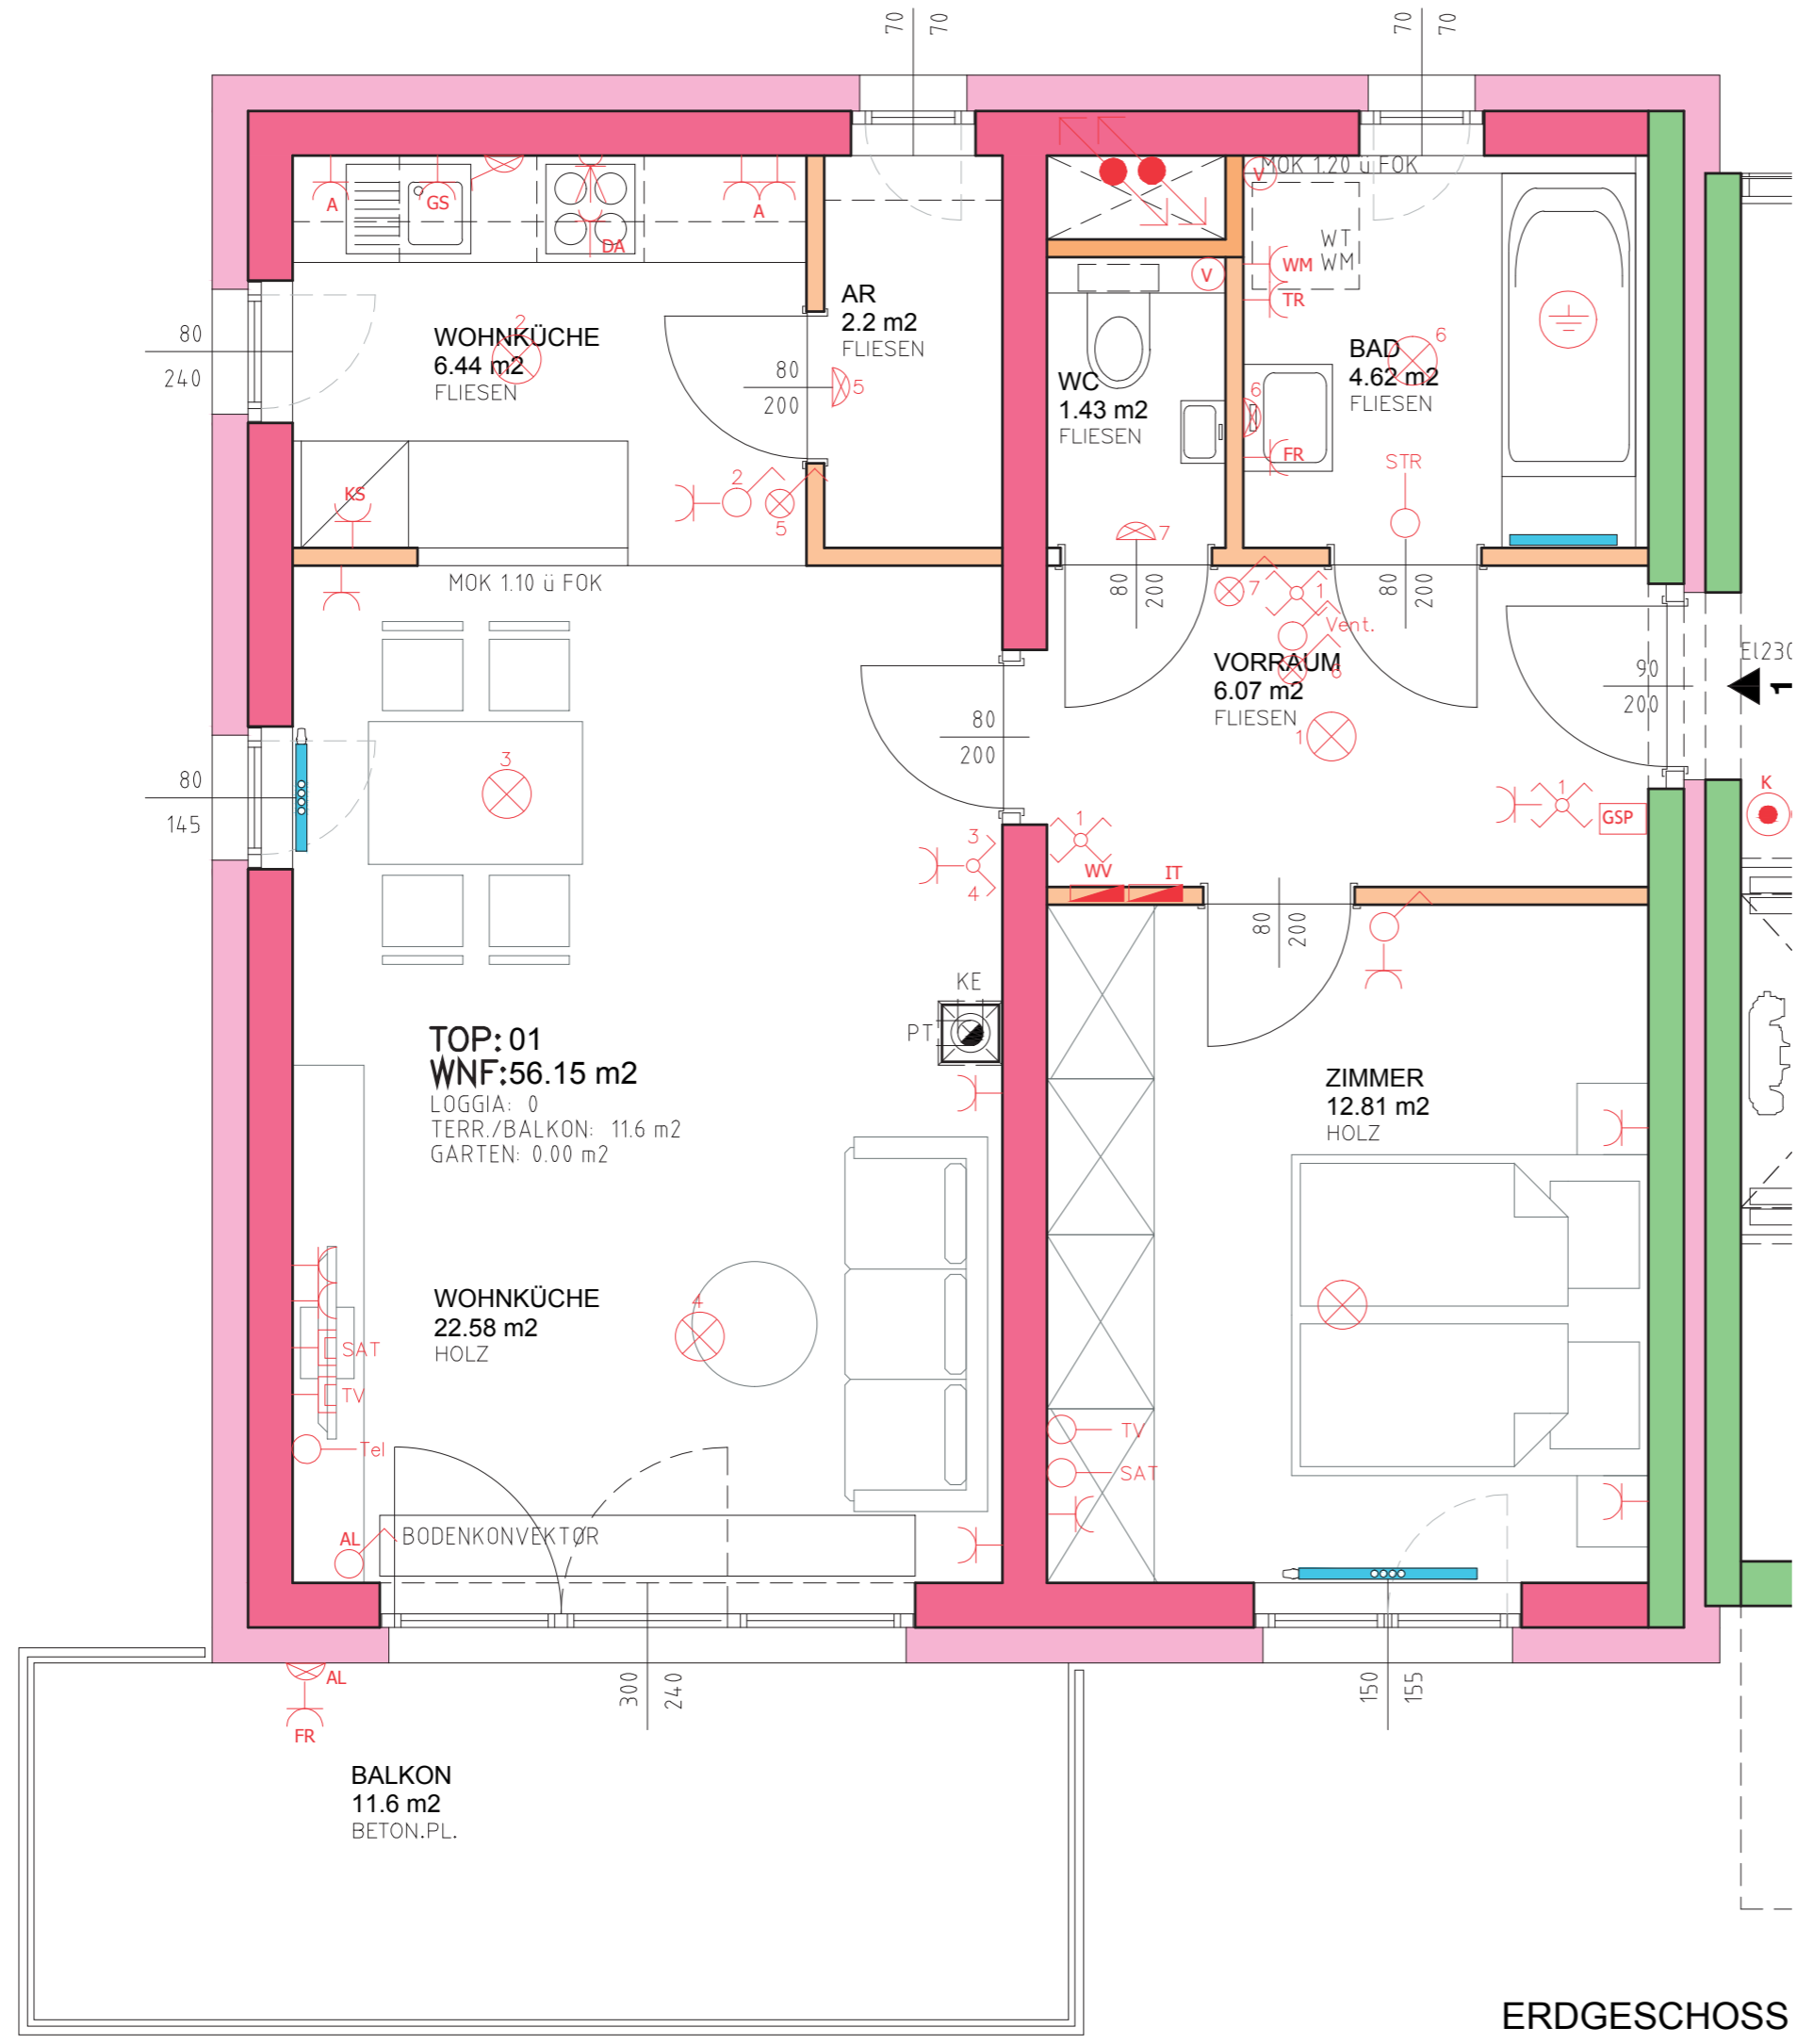 70
70
70
70
MOK 1.20 ü FOK
V
A
GS
DA
A
WT
WM
WM
TR
V
AR
2.2 m2
FLIESEN
80
240
WOHNKÜCHE
6.44 m2
FLIESEN
2
80
200
5
WC
1.43 m2
FLIESEN
BAD
4.62 m2
FLIESEN
6
6
FR
STR
KS
2
5
7
MOK 1.10 ü FOK
80
200
80
200
7
1
Vent.
6
VORRAUM
6.07 m2
FLIESEN
1
90
200
EI230
1
80
200
80
145
3
K
GSP
1
1
3
4
WV
IT
80
200
KE
PT
TOP: 01
WNF:56.15 m2
LOGGIA: 0
TERR./BALKON: 11.6 m2
GARTEN: 0.00 m2
ZIMMER
12.81 m2
HOLZ
WOHNKÜCHE
22.58 m2
HOLZ
4
SAT
TV
Tel
TV
SAT
AL
BODENKONVEKTOR
300
240
150
155
AL
FR
BALKON
11.6 m2
BETON.PL.
ERDGESCHOSS